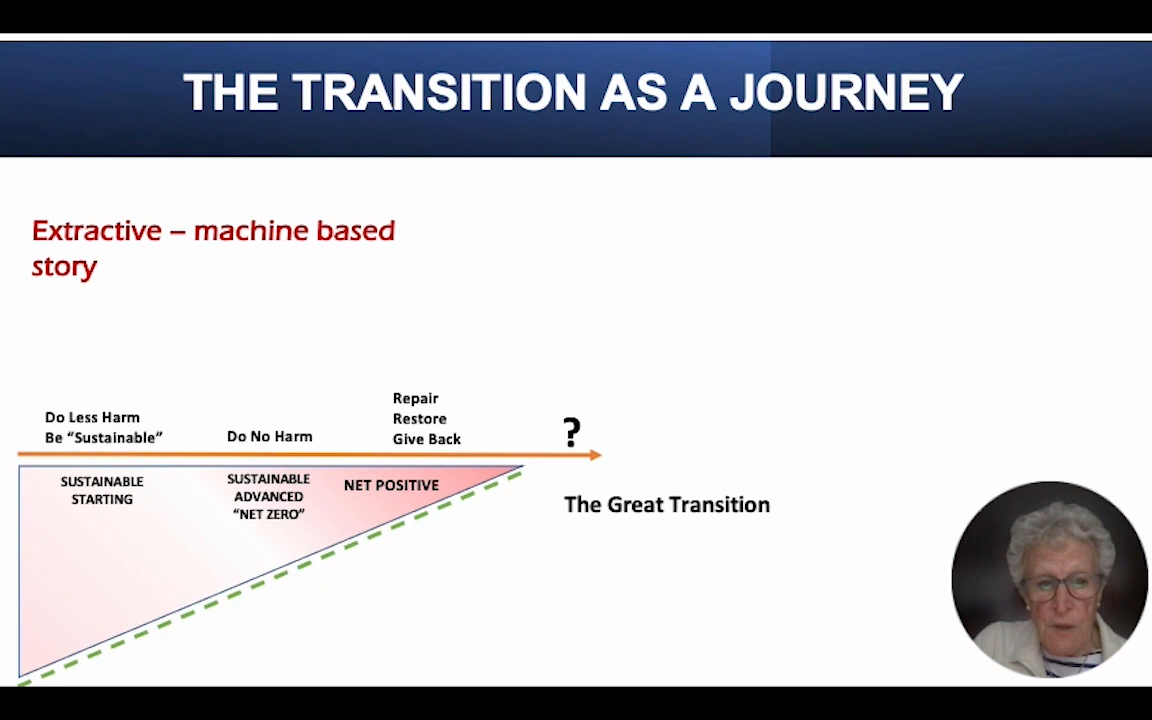 THE TRANSITION AS A JOURNEY
Extractive – machine based
story
Do Less Harm
Be “Sustainable”
Do No Harm
Repair
Restore
Give Back
?
SUSTAINABLE
STARTING
SUSTAINABLE
ADVANCED
“NET ZERO”
NET POSITIVE
The Great Transition